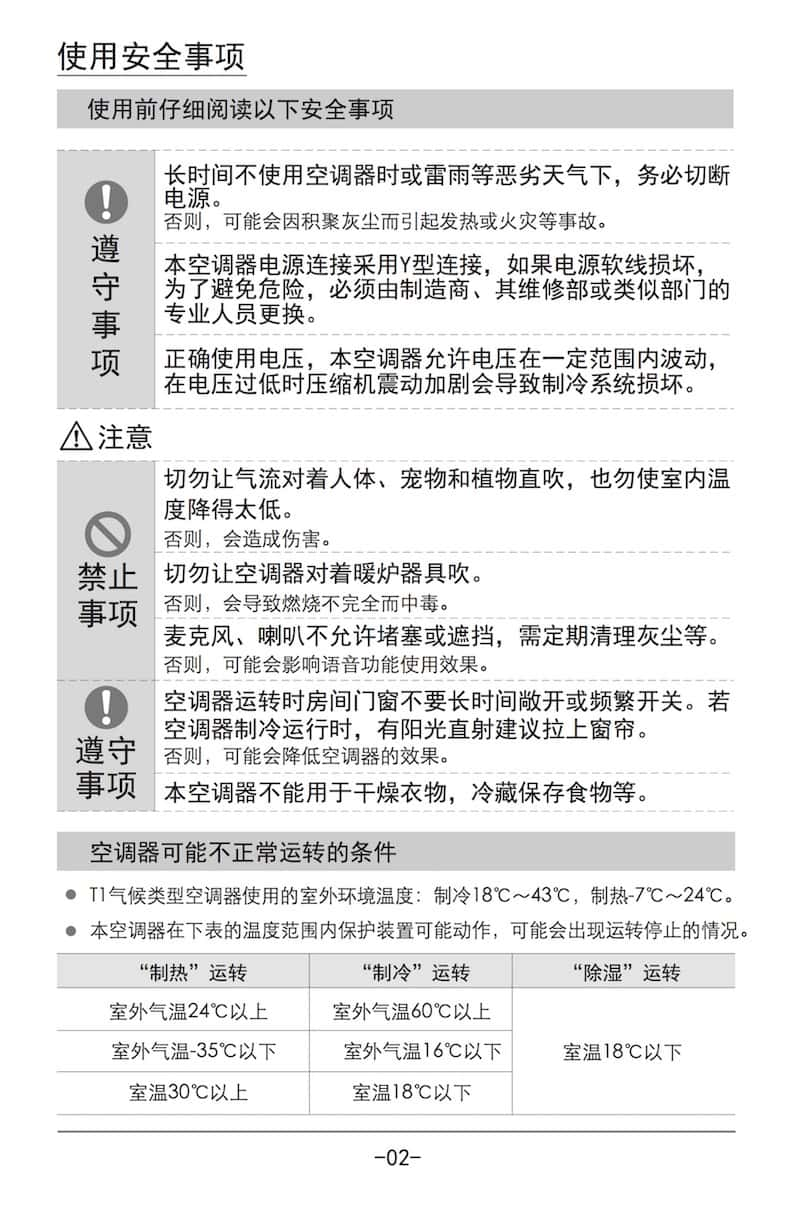 使用安全事项
使用前仔细阅读以下安全事项
遵
守
事
项
长时间不使用空调器时或雷雨等恶劣天气下，务必切断
电源。
否则，可能会因积聚灰尘而引起发热或火灾等事故。
本空调器电源连接采用Y型连接，如果电源软线损坏，
为了避免危险，必须由制造商、其维修部或类似部门的
专业人员更换。
正确使用电压，本空调器允许电压在一定范围内波动，
在电压过低时压缩机震动加剧会导致制冷系统损坏。
注意
禁止
事项
切勿让气流对着人体、宠物和植物直吹，也勿使室内温
度降得太低。
否则，会造成伤害。
切勿让空调器对着暖炉器具吹。
否则，会导致燃烧不完全而中毒。
麦克风、喇叭不允许堵塞或遮挡，需定期清理灰尘等。
否则，可能会影响语音功能使用效果。
遵守
事项
空调器运转时房间门窗不要长时间敞开或频繁开关。若
空调器制冷运行时，有阳光直射建议拉上窗帘。
否则，可能会降低空调器的效果。
本空调器不能用于干燥衣物，冷藏保存食物等。
空调器可能不正常运转的条件
● T1气候类型空调器使用的室外环境温度：制冷18℃～43℃，制热-7℃～24℃。
● 本空调器在下表的温度范围内保护装置可能动作，可能会出现运转停止的情况。
“制热”运转 “制冷”运转 “除湿”运转
室外气温24℃以上 室外气温60℃以上
室外气温-35℃以下 室外气温16℃以下 室温18℃以下
室温30℃以上 室温18℃以下
-02-